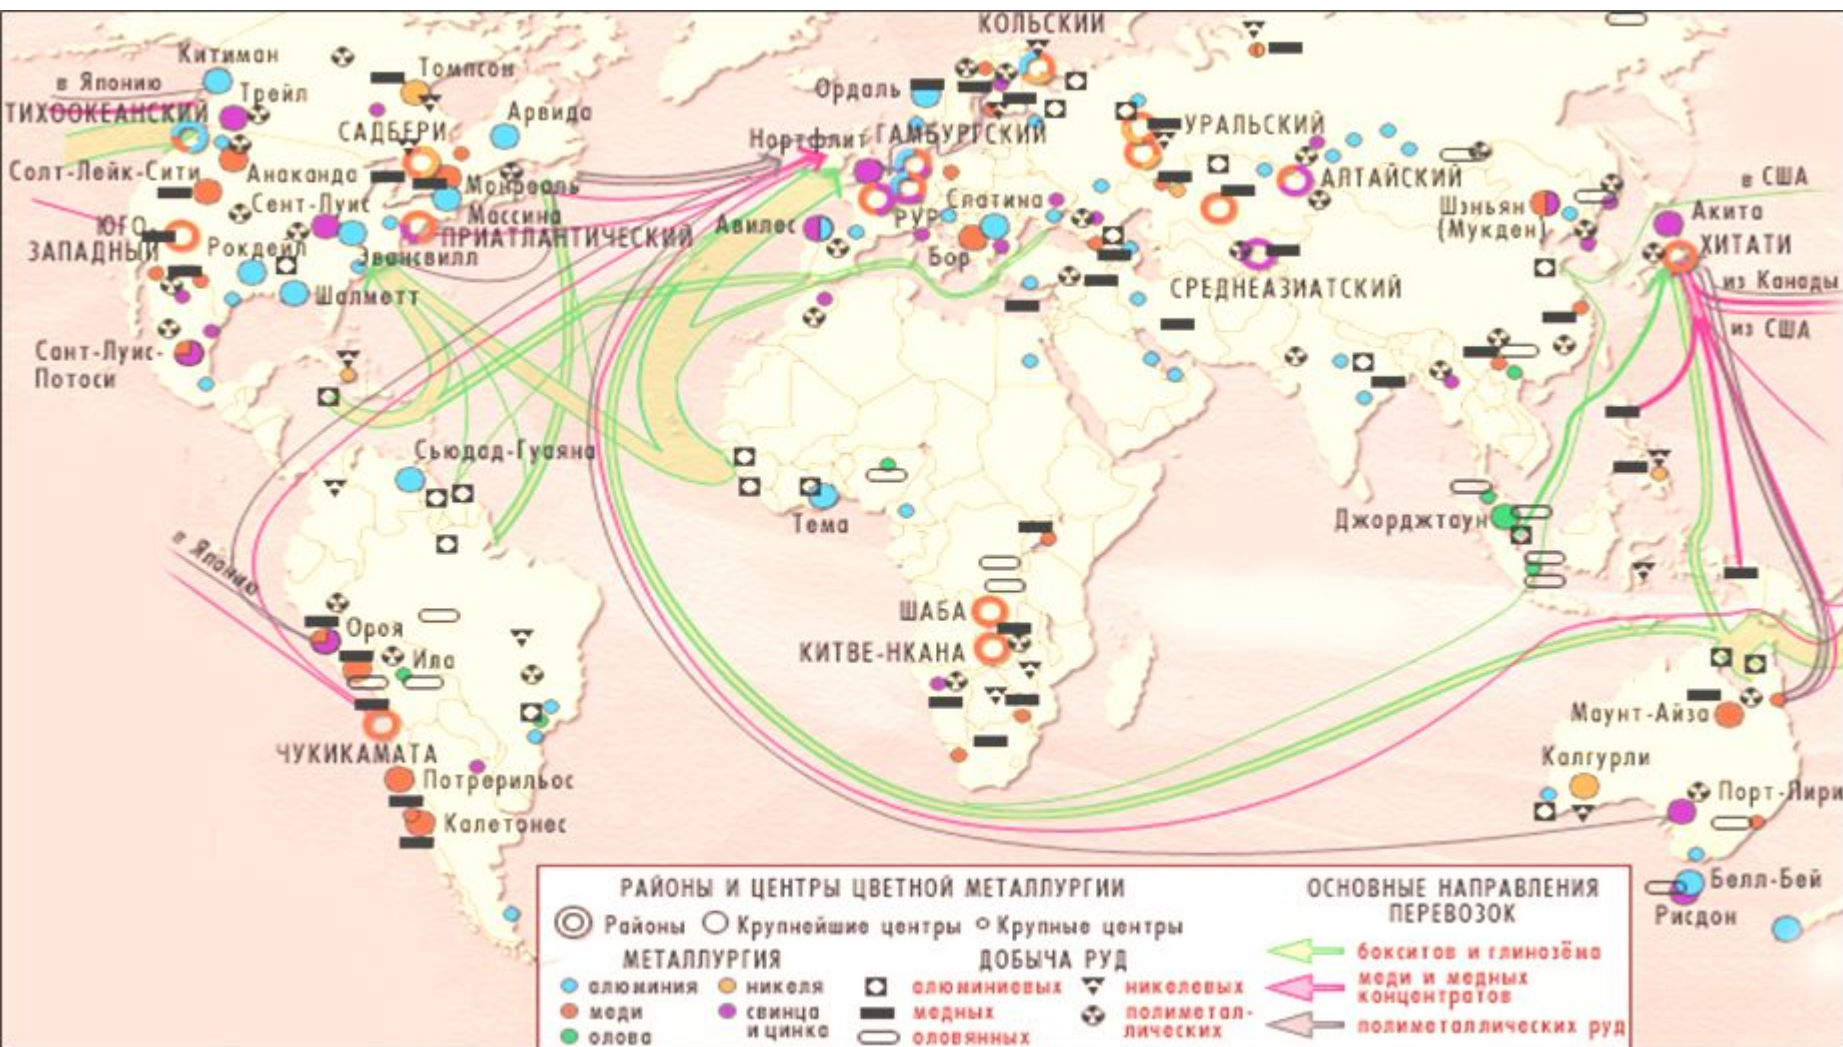 КОЛЬСКИЙ
Китиман
Томпсон
в Японию
Ордаль
Трейл
ТИХООКЕАНСКИЙ
Арвида
САДБЕРИ
Нортфлит
ГАМБУРГСКИЙ
УРАЛЬСКИЙ
Солт-Лейк-Сити
Анаканда
Монреаль
АЛТАЙСКИЙ
в США
Сент-Луис
Массина
РУР
Слатина
Шэньян
(Мукден)
Акита
ЮГО
ЗАПАДНЫЙ
Рокдейл
ПРИАТЛАНТИЧЕСКИЙ
Авилес
ХИТАТИ
Эвансвилл
Бор
СРЕДНЕАЗИАТСКИЙ
из Канады
Шалметт
из США
Сант-Луис-
Потоси
Сьюдад-Гуаяна
Тема
Джорджтаун
в Японию
Ороя
ШАБА
Ила
КИТВЕ-НКАНА
Маунт-Айза
ЧУКИКАМАТА
Калгурли
Потрерильос
Порт-Пири
Калетонес
Белл-Бей
Рисдон
РАЙОНЫ И ЦЕНТРЫ ЦВЕТНОЙ МЕТАЛЛУРГИИ
Районы Крупнейшие центры Крупные центры
МЕТАЛЛУРГИЯ
алюминия
никеля
меди
свинца
и цинка
олова
ДОБЫЧА РУД
алюминиевых
никелевых
медных
полиметал-
лических
оловянных
ОСНОВНЫЕ НАПРАВЛЕНИЯ
ПЕРЕВОЗОК
бокситов и глинозёма
меди и медных
концентратов
полиметаллических руд